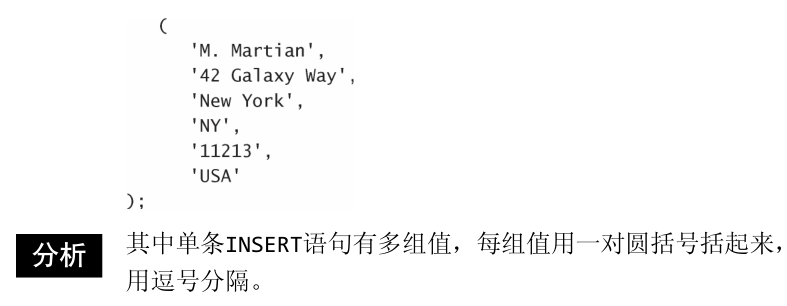 (
'M. Martian',
'42 Galaxy Way',
'New York',
'NY',
'11213',
'USA'
);
分析
其中单条INSERT语句有多组值，每组值用一对圆括号括起来，
用逗号分隔。